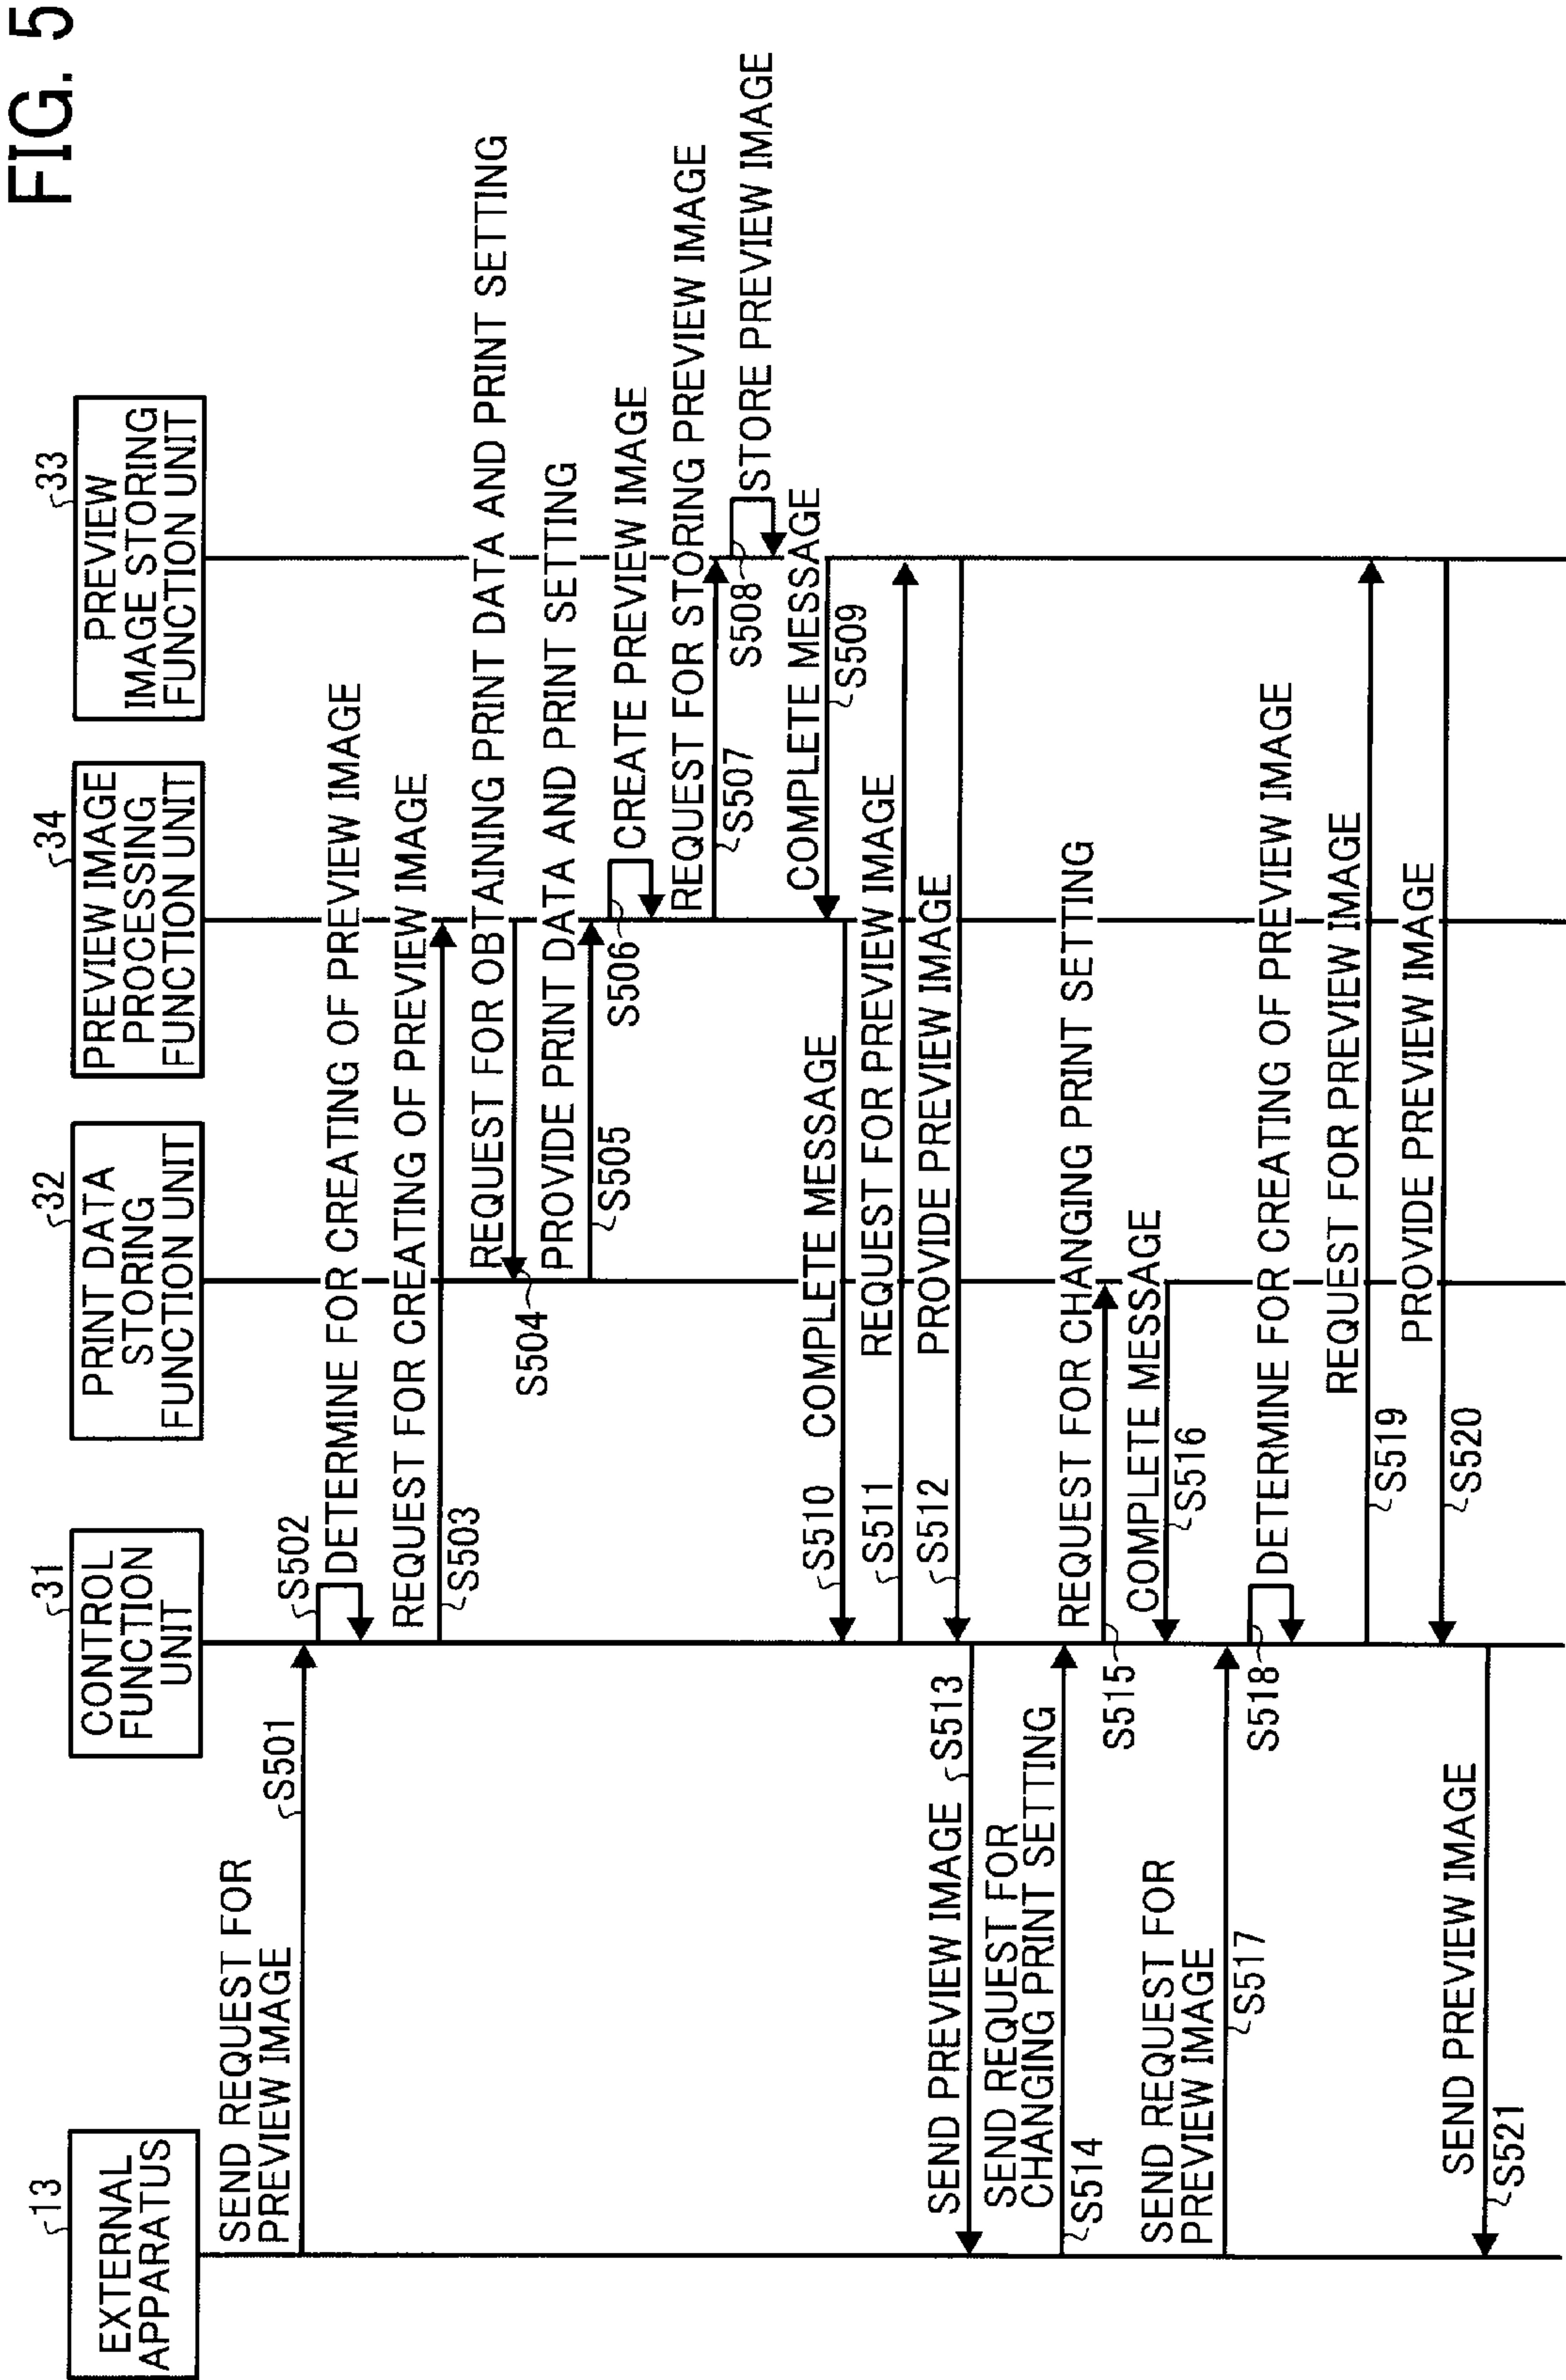 FIG. 5
13
EXTERNAL
APPARATUS
31
CONTROL
FUNCTION
UNIT
32
PRINT DATA
STORING
FUNCTION UNIT
34
PREVIEW IMAGE
PROCESSING
FUNCTION UNIT
33
PREVIEW
IMAGE STORING
FUNCTION UNIT
SEND REQUEST FOR
PREVIEW IMAGE
S501
S502
DETERMINE FOR CREATING OF PREVIEW IMAGE
REQUEST FOR CREATING OF PREVIEW IMAGE
S503
REQUEST FOR OBTAINING PRINT DATA AND PRINT SETTING
S504
PROVIDE PRINT DATA AND PRINT SETTING
S505
CREATE PREVIEW IMAGE
S506
REQUEST FOR STORING PREVIEW IMAGE
S507
STORE PREVIEW IMAGE
S508
COMPLETE MESSAGE
S509
S510
COMPLETE MESSAGE
S511
REQUEST FOR PREVIEW IMAGE
S512
PROVIDE PREVIEW IMAGE
SEND PREVIEW IMAGE
S513
SEND REQUEST FOR
CHANGING PRINT SETTING
S514
REQUEST FOR CHANGING PRINT SETTING
S515
COMPLETE MESSAGE
S516
SEND REQUEST FOR
PREVIEW IMAGE
S517
S518
DETERMINE FOR CREATING OF PREVIEW IMAGE
REQUEST FOR PREVIEW IMAGE
S519
PROVIDE PREVIEW IMAGE
S520
SEND PREVIEW IMAGE
S521